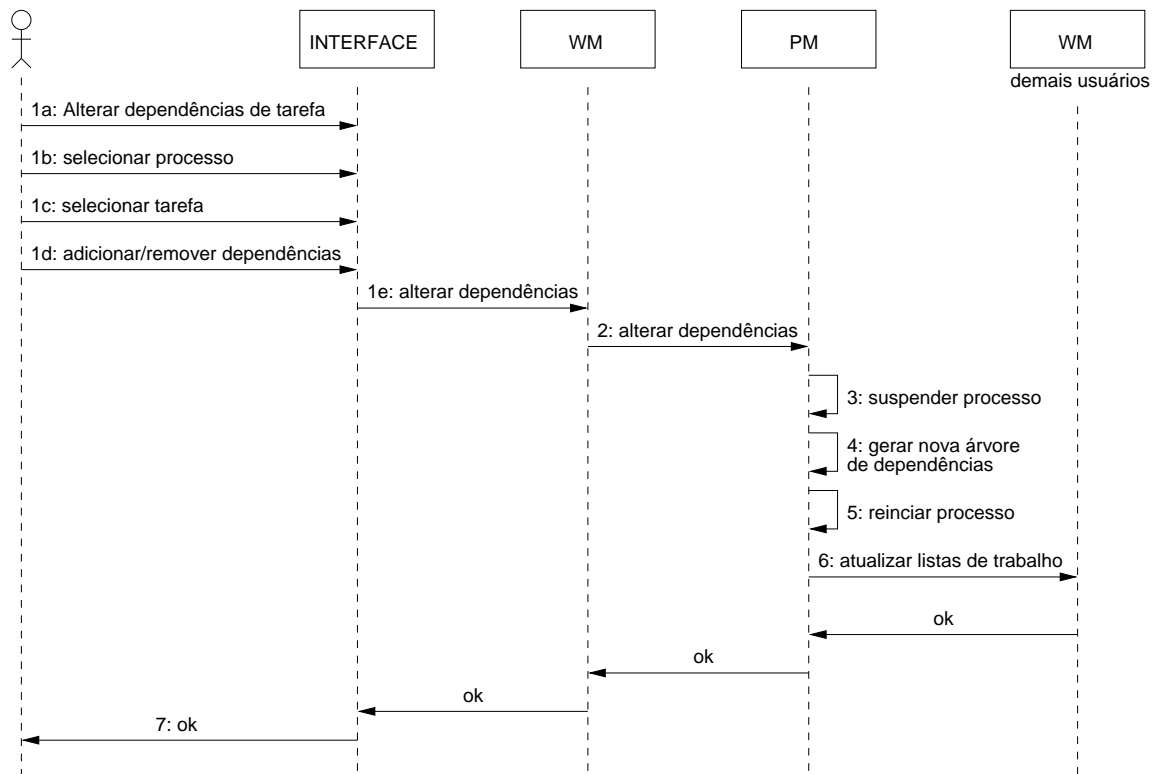 INTERFACE
WM
PM
WM
demais usuários
1a: Alterar dependências de tarefa
1b: selecionar processo
1c: selecionar tarefa
1d: adicionar/remover dependências
1e: alterar dependências
2: alterar dependências
3: suspender processo
4: gerar nova árvore
de dependências
5: reinciar processo
6: atualizar listas de trabalho
ok
ok
ok
7: ok